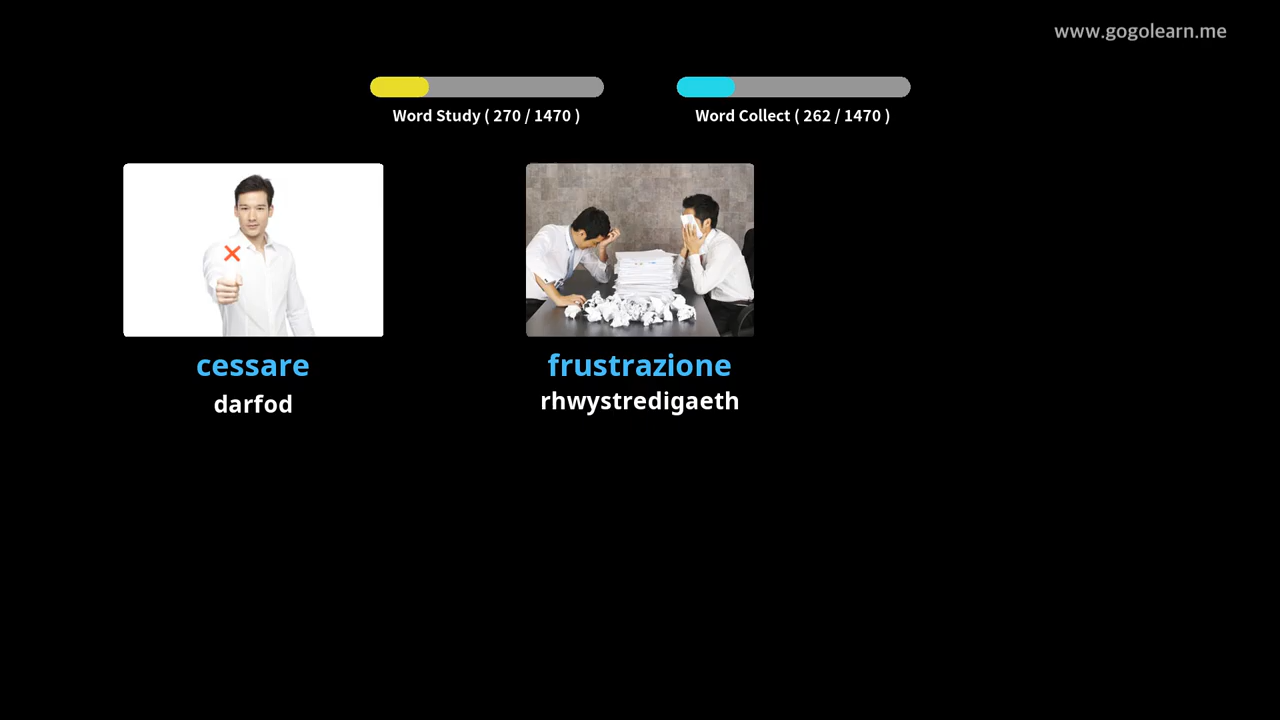 www.gogolearn.me
Word Study ( 270 / 1470 )
Word Collect ( 262 / 1470 )
cessare
frustrazione
darfod
rhwystredigaeth